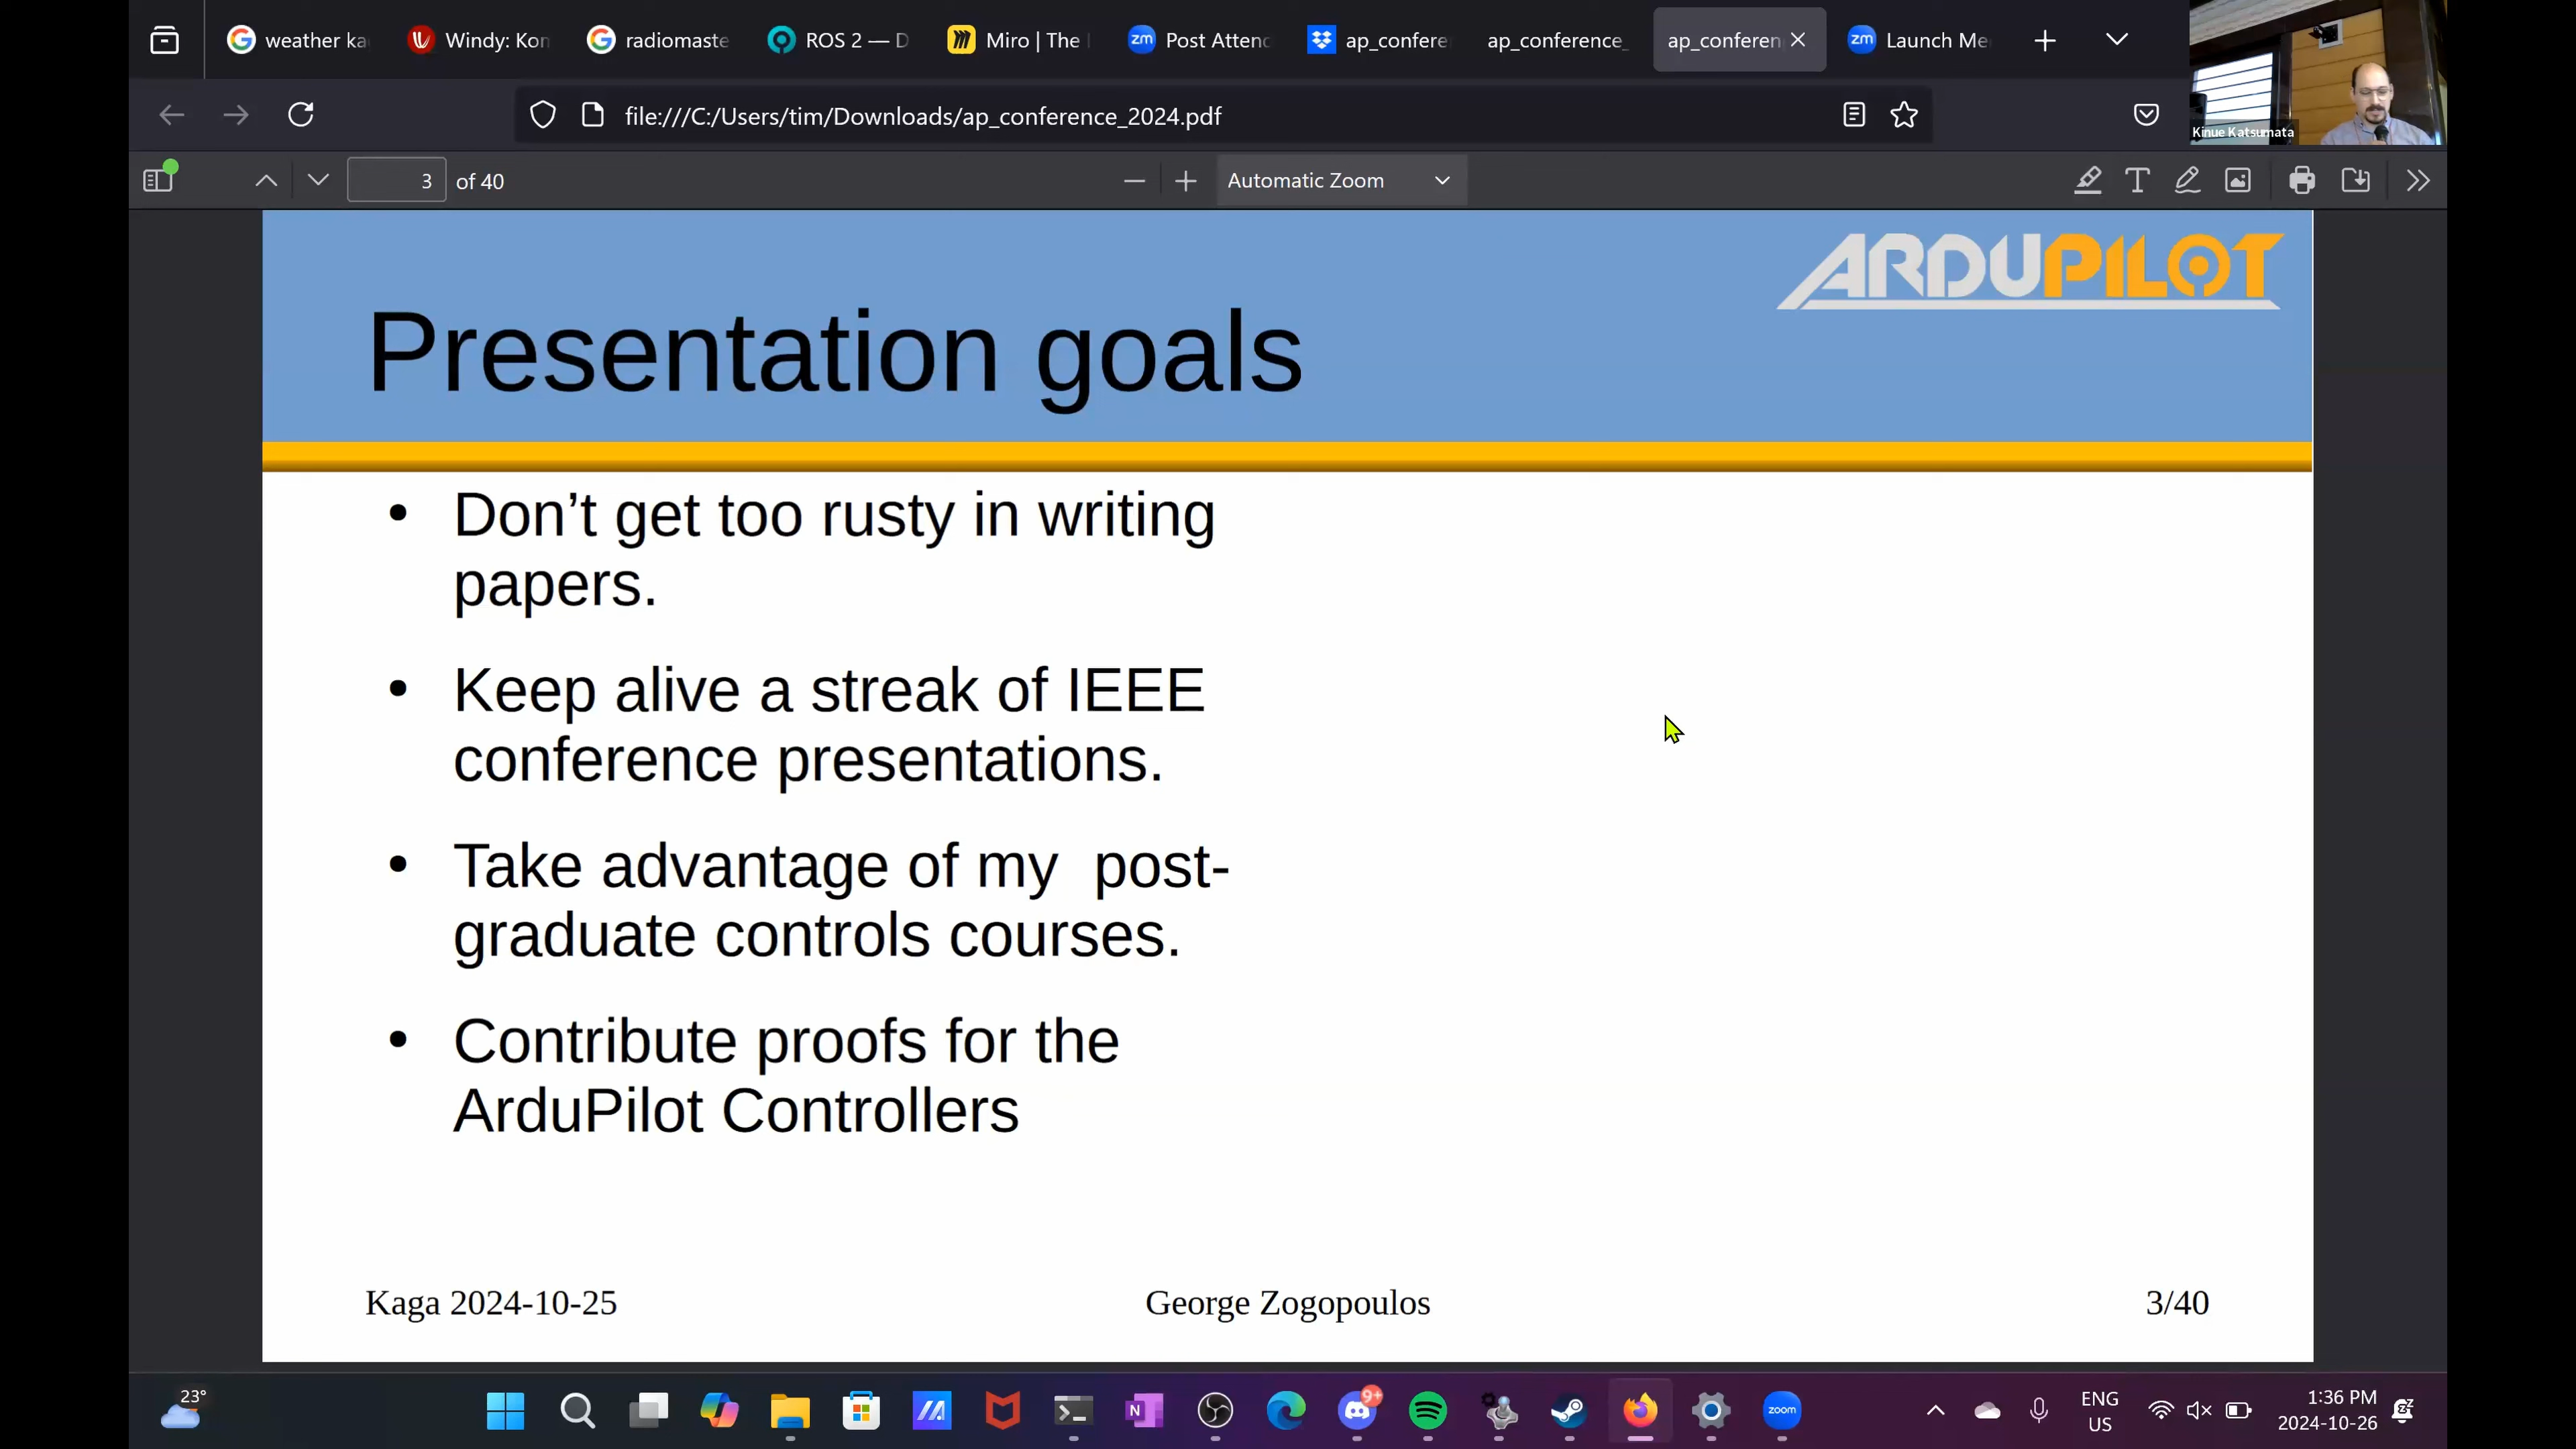 weather ka
Windy: Kon
radiomaste
ROS 2 — D
Miro | The
Post Attend
ap_confere
ap_conference_
ap_conferen
Launch Me
file:///C:/Users/tim/Downloads/ap_conference_2024.pdf
Kinue Katsumata
3 of 40
Automatic Zoom
ARDUPILOT
Presentation goals
• Don’t get too rusty in writing
papers.
• Keep alive a streak of IEEE
conference presentations.
• Take advantage of my post-
graduate controls courses.
• Contribute proofs for the
ArduPilot Controllers
Kaga 2024-10-25
George Zogopoulos
3/40
23°
9+
zoom
ENG
US
1:36 PM
2024-10-26